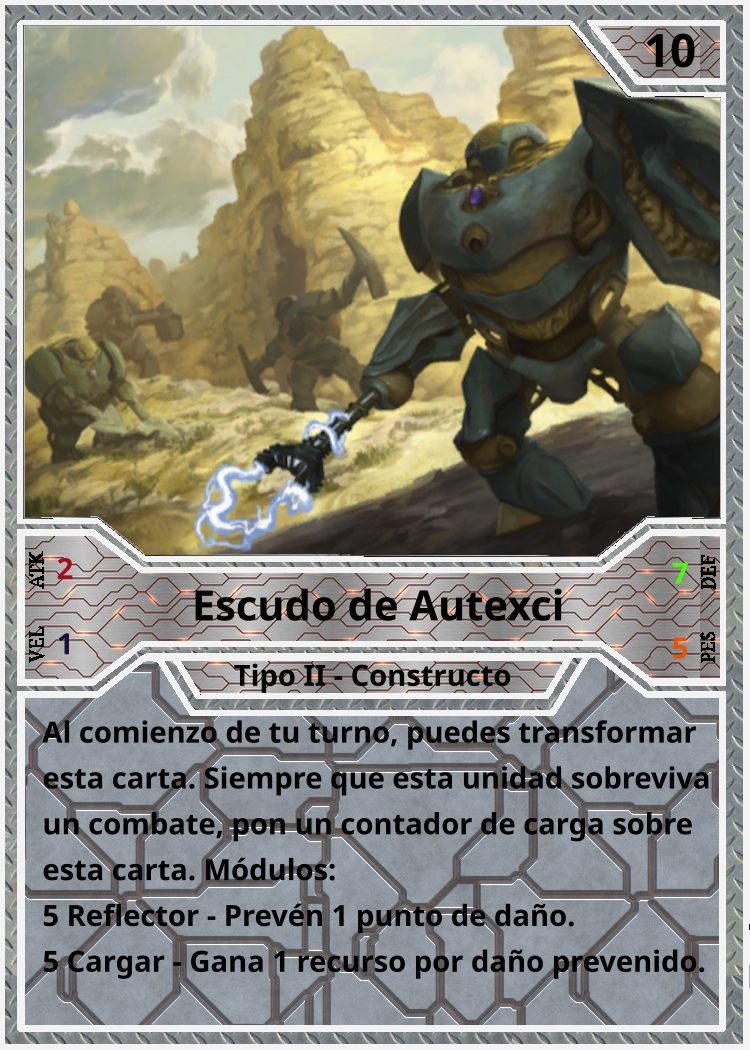 10
ATK 2
7 DEF
Escudo de Autexci
VEL 1
5 PES
Tipo II - Constructo
Al comienzo de tu turno, puedes transformar
esta carta. Siempre que esta unidad sobreviva
un combate, pon un contador de carga sobre
esta carta. Módulos:
5 Reflector - Prevén 1 punto de daño.
5 Cargar - Gana 1 recurso por daño prevenido.